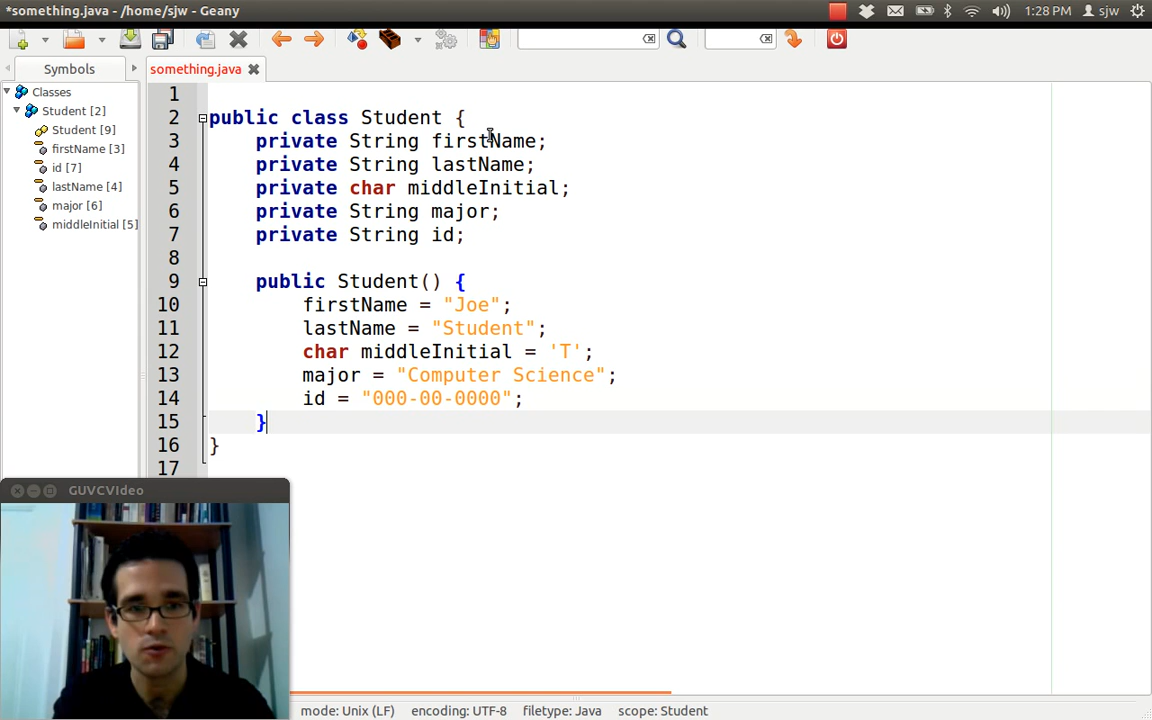 *something.java - /home/sjw - Geany
1:28 PM sjw
Symbols
something.java
Classes
Student [2]
Student [9]
firstName [3]
id [7]
lastName [4]
major [6]
middleInitial [5]
1
2 public class Student {
3 private String firstName;
4 private String lastName;
5 private char middleInitial;
6 private String major;
7 private String id;
8
9 public Student() {
10 firstName = "Joe";
11 lastName = "Student";
12 char middleInitial = 'T';
13 major = "Computer Science";
14 id = "000-00-0000";
15 }
16 }
17
GUVCVIdeo
mode: Unix (LF) encoding: UTF-8 filetype: Java scope: Student